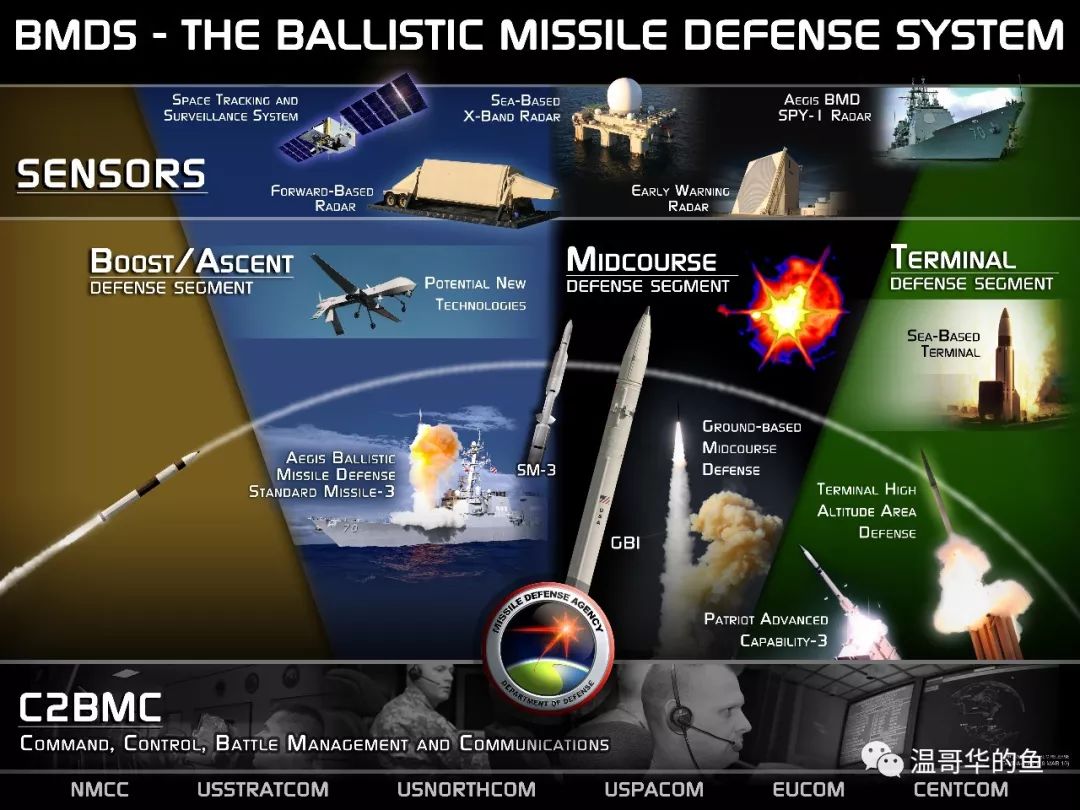 BMDS - THE BALLISTIC MISSILE DEFENSE SYSTEM
SENSORS
SPACE TRACKING AND
SURVEILLANCE SYSTEM
SEA-BASED
X-BAND RADAR
AEGIS BMD
SPY-1 RADAR
FORWARD-BASED
RADAR
EARLY WARNING
RADAR
BOOST/ASCENT
DEFENSE SEGMENT
POTENTIAL NEW
TECHNOLOGIES
MIDCOURSE
DEFENSE SEGMENT
TERMINAL
DEFENSE SEGMENT
SEA-BASED
TERMINAL
AEGIS BALLISTIC
MISSILE DEFENSE
STANDARD MISSILE-3
SM-3
GBI
GROUND-BASED
MIDCOURSE
DEFENSE
TERMINAL HIGH
ALTITUDE AREA
DEFENSE
PATRIOT ADVANCED
CAPABILITY-3
70
70
USA
MISSILE DEFENSE AGENCY
DEPARTMENT OF DEFENSE
C2BMC
COMMAND, CONTROL, BATTLE MANAGEMENT AND COMMUNICATIONS
温哥华的鱼
NMCC USSTRATCOM USNORTHCOM USPACOM EUCOM CENTCOM